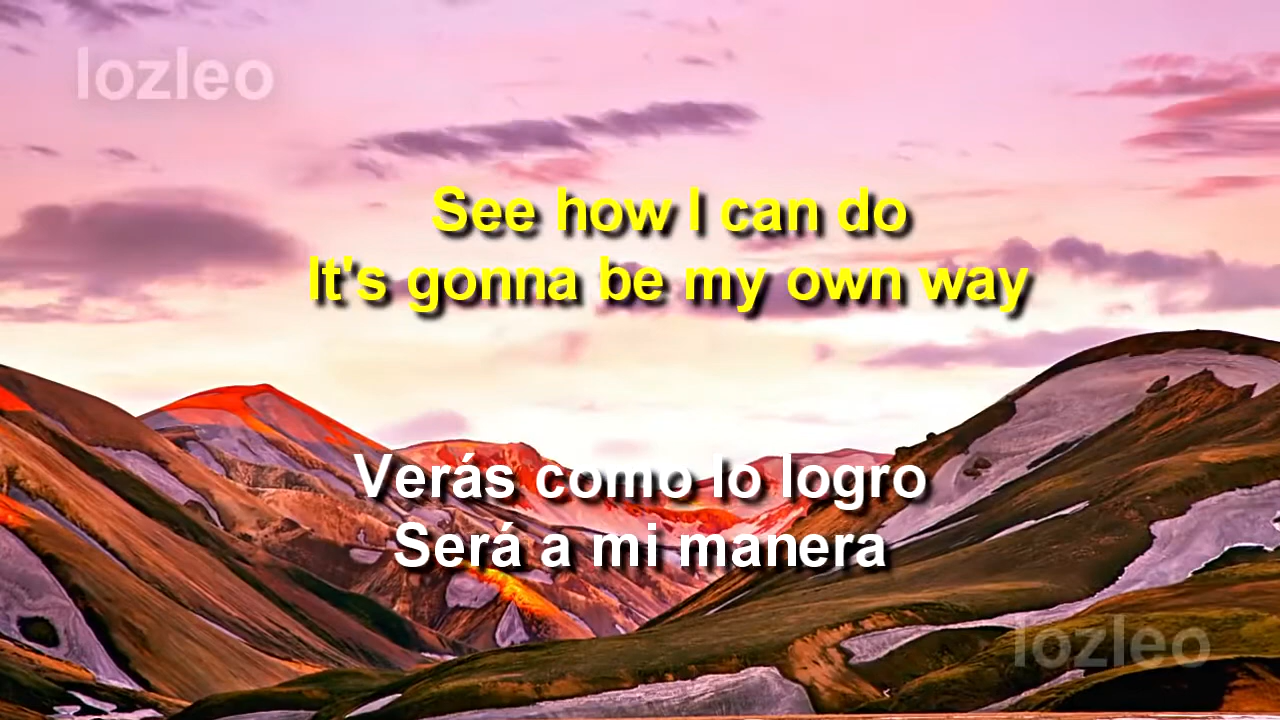 lozleo
See how I can do
It's gonna be my own way
Verás como lo logro
Será a mi manera
lozleo